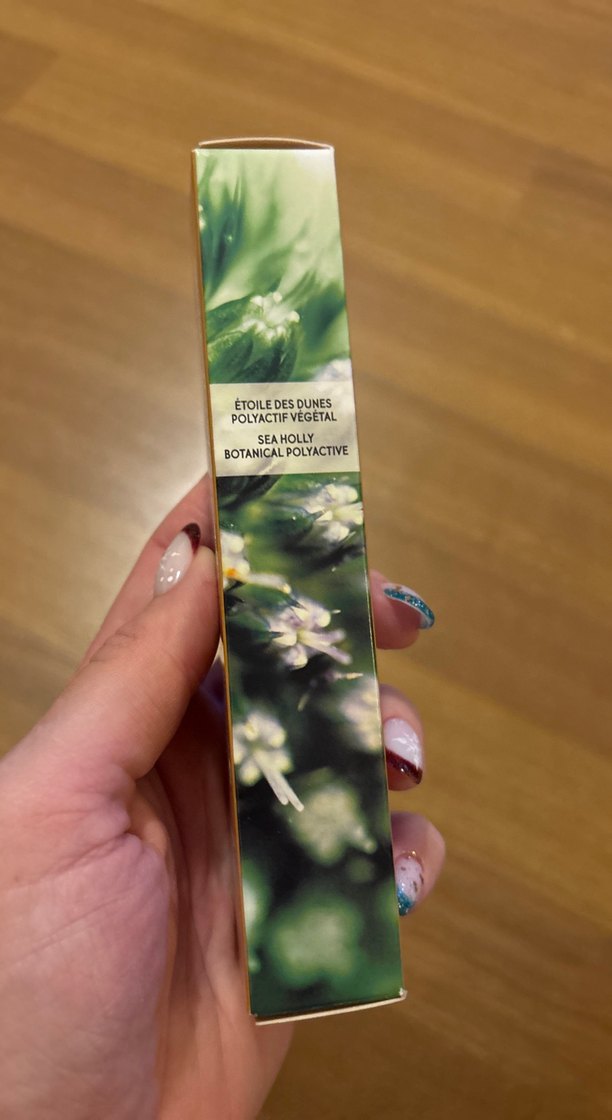 ÉTOILE DES DUNES
POLYACTIF VÉGÉTAL
SEA HOLLY
BOTANICAL POLYACTIVE